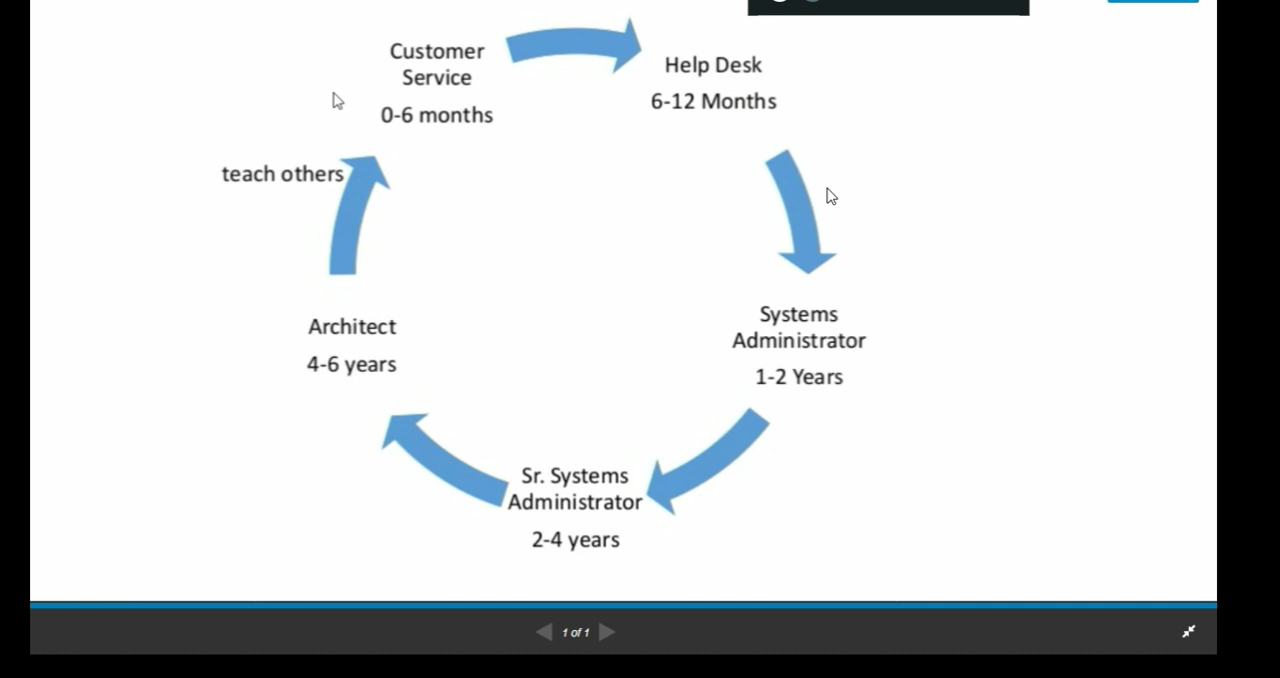 Customer
Service
0-6 months
Help Desk
6-12 Months
teach others
Systems
Administrator
1-2 Years
Architect
4-6 years
Sr. Systems
Administrator
2-4 years
1 of 1